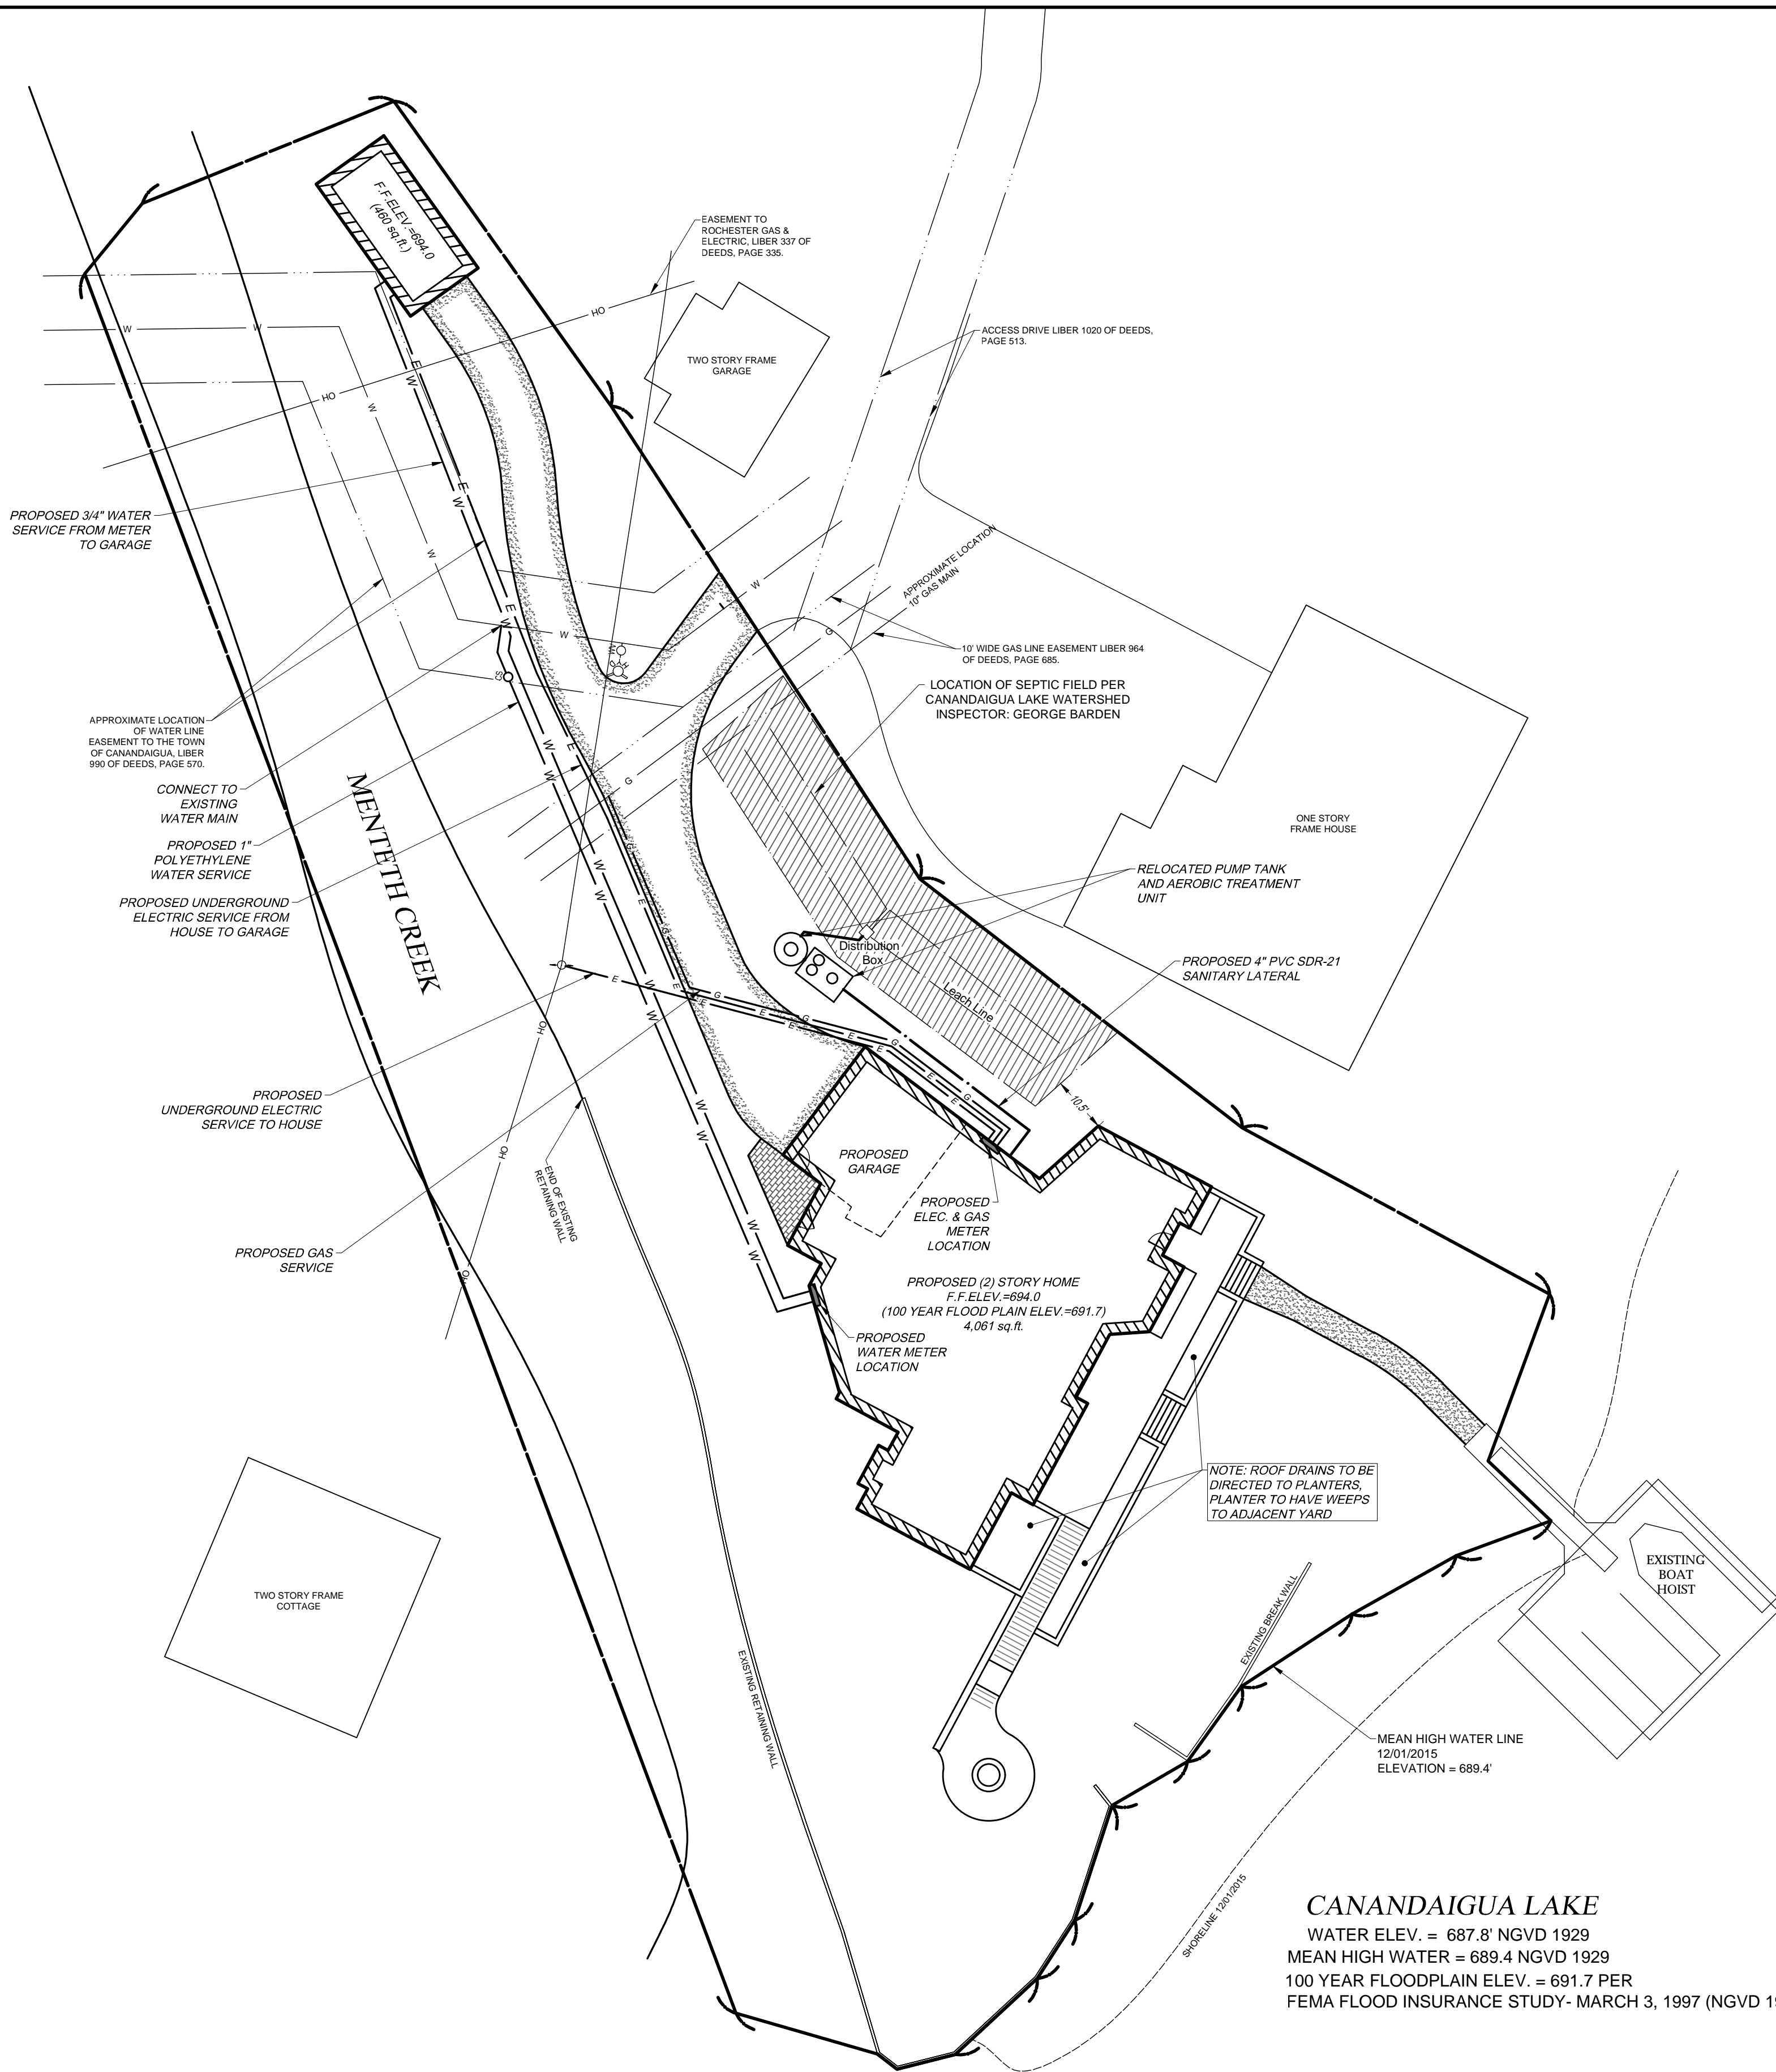 F.F.ELEV.=694.0
(460 sq.ft.)
EASEMENT TO
ROCHESTER GAS &
ELECTRIC, LIBER 337 OF
DEEDS, PAGE 335.
HO
TWO STORY FRAME
GARAGE
ACCESS DRIVE LIBER 1020 OF DEEDS,
PAGE 513.
W
W
HO
W
E
W
PROPOSED 3/4" WATER
SERVICE FROM METER
TO GARAGE
E
W
W
APPROXIMATE LOCATION
10" GAS MAIN
W
G
E
W
W
10' WIDE GAS LINE EASEMENT LIBER 964
OF DEEDS, PAGE 685.
LOCATION OF SEPTIC FIELD PER
CANANDAIGUA LAKE WATERSHED
INSPECTOR: GEORGE BARDEN
CS
WV
HYD
APPROXIMATE LOCATION
OF WATER LINE
EASEMENT TO THE TOWN
OF CANANDAIGUA, LIBER
990 OF DEEDS, PAGE 570.
CONNECT TO
EXISTING
WATER MAIN
PROPOSED 1"
POLYETHYLENE
WATER SERVICE
PROPOSED UNDERGROUND
ELECTRIC SERVICE FROM
HOUSE TO GARAGE
MENTETH CREEK
W
W
E
G
W
W
G
E
G
E
ONE STORY
FRAME HOUSE
RELOCATED PUMP TANK
AND AEROBIC TREATMENT
UNIT
Distribution
Box
PROPOSED 4" PVC SDR-21
SANITARY LATERAL
Leach Line
E
W
W
G
E
E
G
E
E
G
E
E
G
E
G
E
HO
PROPOSED
UNDERGROUND ELECTRIC
SERVICE TO HOUSE
W
W
10.5'
HO
END OF EXISTING
RETAINING WALL
PROPOSED
GARAGE
PROPOSED
ELEC. & GAS
METER
LOCATION
PROPOSED GAS
SERVICE
W
W
HO
PROPOSED (2) STORY HOME
F.F.ELEV.=694.0
(100 YEAR FLOOD PLAIN ELEV.=691.7)
4,061 sq.ft.
PROPOSED
WATER METER
LOCATION
NOTE: ROOF DRAINS TO BE
DIRECTED TO PLANTERS,
PLANTER TO HAVE WEEPS
TO ADJACENT YARD
EXISTING
BOAT
HOIST
TWO STORY FRAME
COTTAGE
EXISTING BREAK WALL
EXISTING RETAINING WALL
MEAN HIGH WATER LINE
12/01/2015
ELEVATION = 689.4'
SHORELINE 12/01/2015
CANANDAIGUA LAKE
WATER ELEV. = 687.8' NGVD 1929
MEAN HIGH WATER = 689.4 NGVD 1929
100 YEAR FLOODPLAIN ELEV. = 691.7 PER
FEMA FLOOD INSURANCE STUDY- MARCH 3, 1997 (NGVD